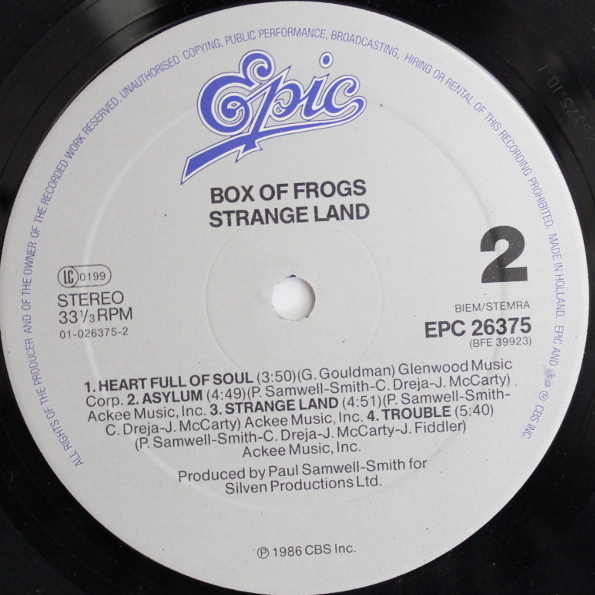 ALL RIGHTS OF THE PRODUCER AND OF THE OWNER OF THE RECORDED WORK RESERVED. UNAUTHORISED COPYING, PUBLIC PERFORMANCE, BROADCASTING, HIRING OR RENTAL OF THIS RECORDING PROHIBITED. MADE IN HOLLAND. EPIC AND ® CBS INC.
Epic
BOX OF FROGS
STRANGE LAND
2
LC 0199
STEREO
33 1/3 RPM
01-026375-2
BIEM/STEMRA
EPC 26375
(BFE 39923)
1. HEART FULL OF SOUL (3:50)(G. Gouldman) Glenwood Music
Corp. 2. ASYLUM (4:49)(P. Samwell-Smith-C. Dreja-J. McCarty)
Ackee Music, Inc. 3. STRANGE LAND (4:51)(P. Samwell-Smith-
C. Dreja-J. McCarty) Ackee Music, Inc. 4. TROUBLE (5:40)
(P. Samwell-Smith-C. Dreja-J. McCarty-J. Fiddler)
Ackee Music, Inc.
Produced by Paul Samwell-Smith for
Silven Productions Ltd.
℗ 1986 CBS Inc.